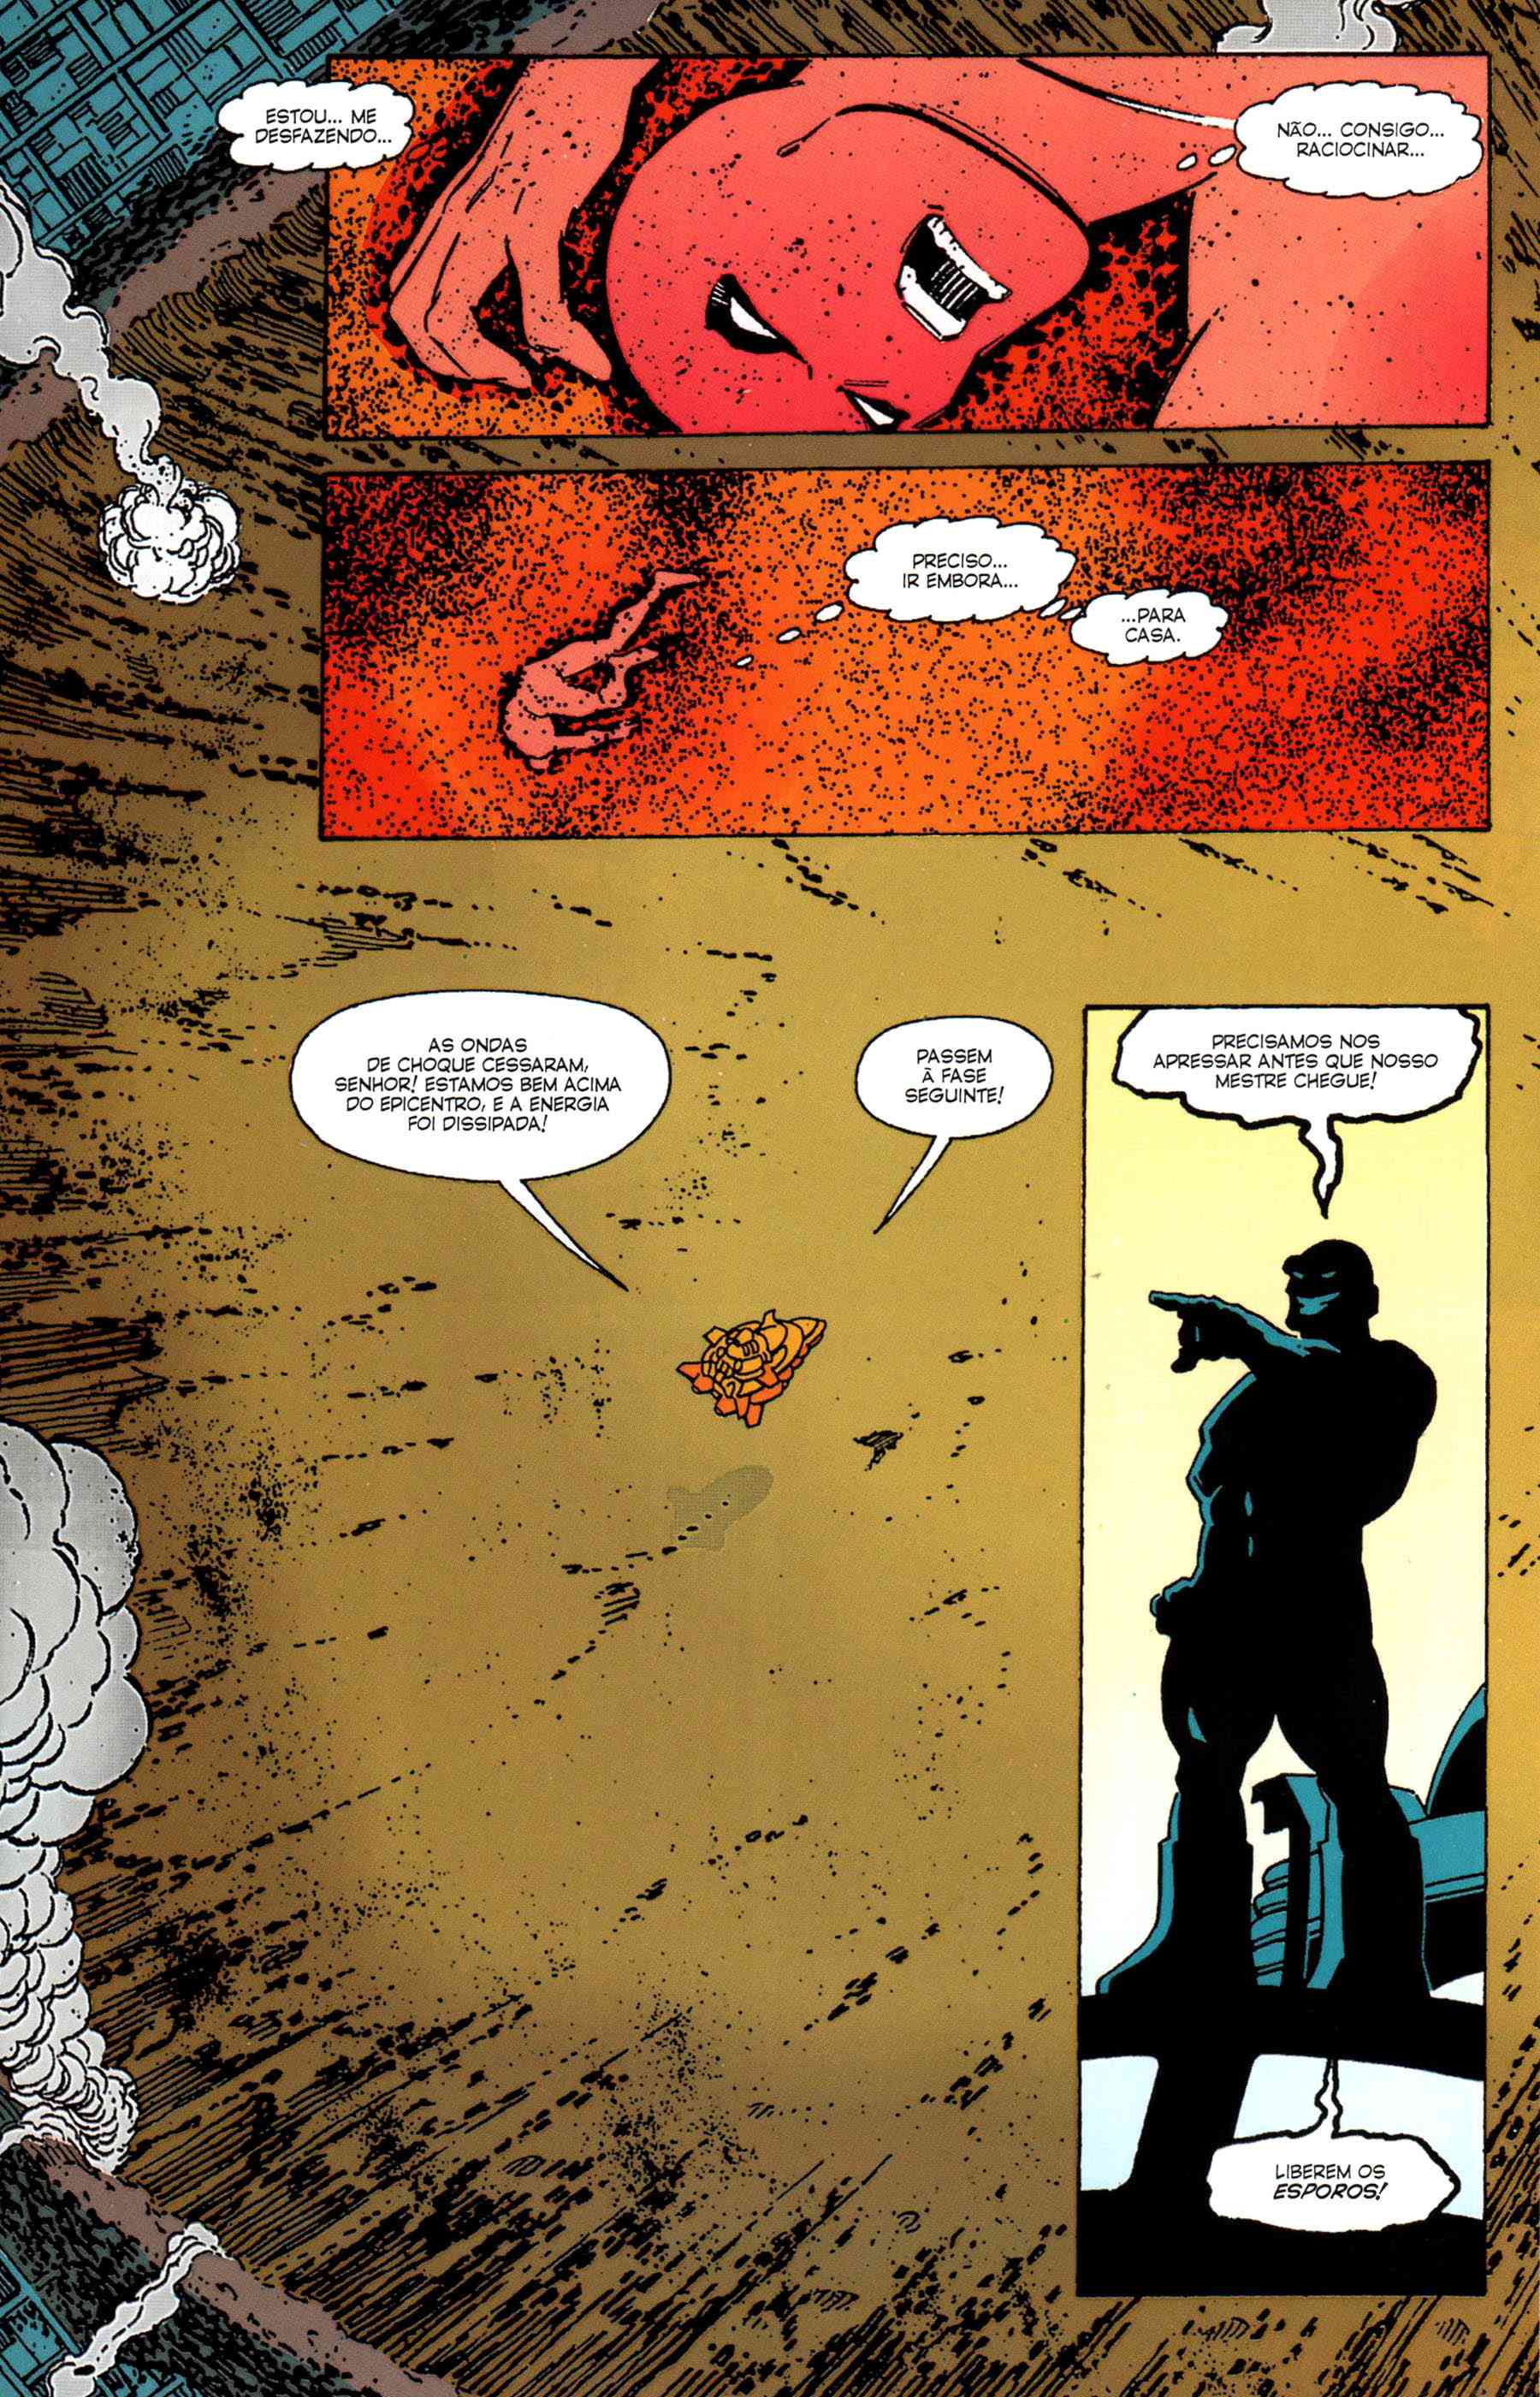 ESTOU... ME
DESFAZENDO...
NÃO... CONSIGO...
RACIOCINAR...
PRECISO...
IR EMBORA...
...PARA
CASA.
AS ONDAS
DE CHOQUE CESSARAM,
SENHOR! ESTAMOS BEM ACIMA
DO EPICENTRO, E A ENERGIA
FOI DISSIPADA!
PASSEM
À FASE
SEGUINTE!
PRECISAMOS NOS
APRESSAR ANTES QUE NOSSO
MESTRE CHEGUE!
LIBEREM OS
ESPOROS!